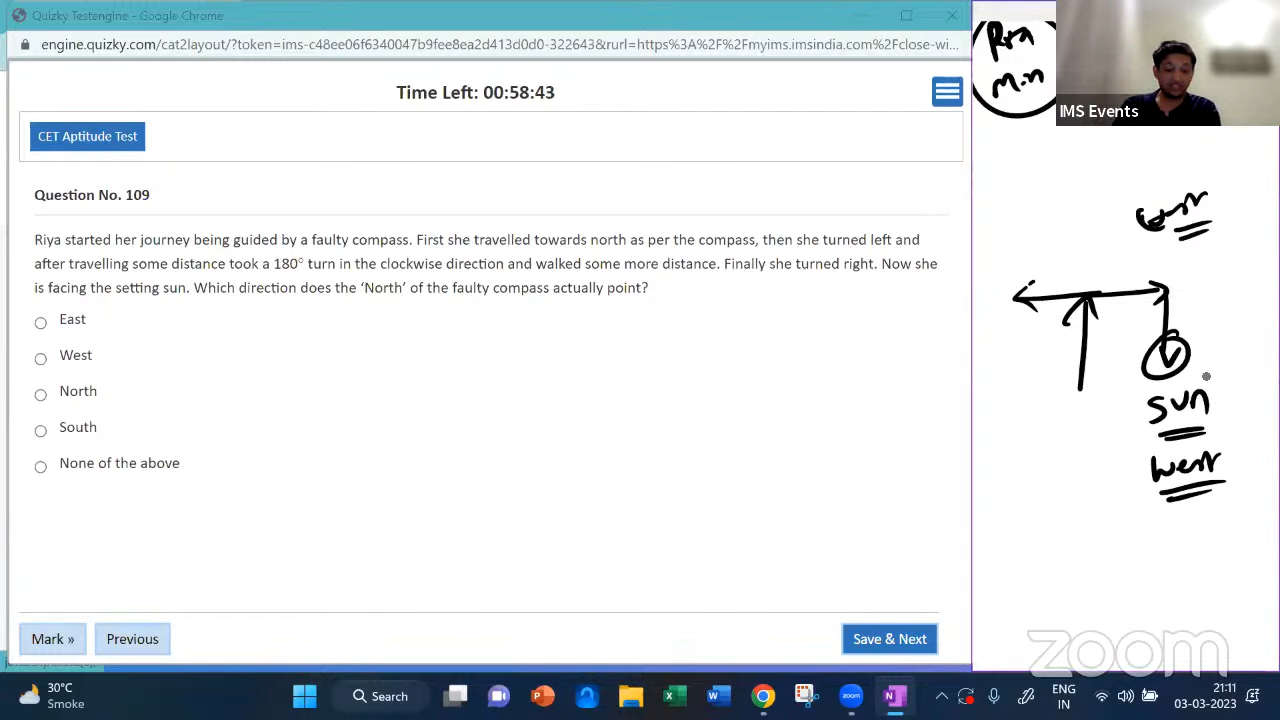 Quizky Testengine - Google Chrome
engine.quizky.com/cat2layout/?token=ims_c6ee06f6340047b9fee8ea2d413d0d0-322643&rurl=https%3A%2F%2Fmyims.imsindia.com%2Fclose-wi...
Time Left: 00:58:43
CET Aptitude Test
Question No. 109
Riya started her journey being guided by a faulty compass. First she travelled towards north as per the compass, then she turned left and
after travelling some distance took a 180° turn in the clockwise direction and walked some more distance. Finally she turned right. Now she
is facing the setting sun. Which direction does the ‘North’ of the faulty compass actually point?
East
West
North
South
None of the above
Mark »
Previous
Save & Next
Min
IMS Events
East
sun
West
zoom
30°C
Smoke
Search
zoom
ENG
IN
21:11
03-03-2023